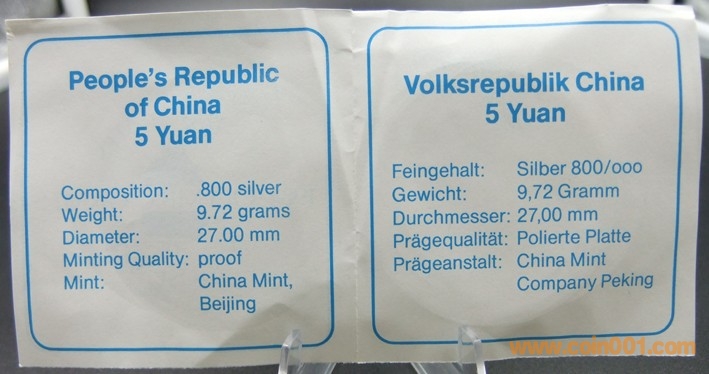 People's Republic
of China
5 Yuan
Composition: .800 silver
Weight: 9.72 grams
Diameter: 27.00 mm
Minting Quality: proof
Mint: China Mint,
Beijing
Volksrepublik China
5 Yuan
Feingehalt: Silber 800/ooo
Gewicht: 9,72 Gramm
Durchmesser: 27,00 mm
Prägequalität: Polierte Platte
Prägeanstalt: China Mint
Company Peking
www.coin001.com